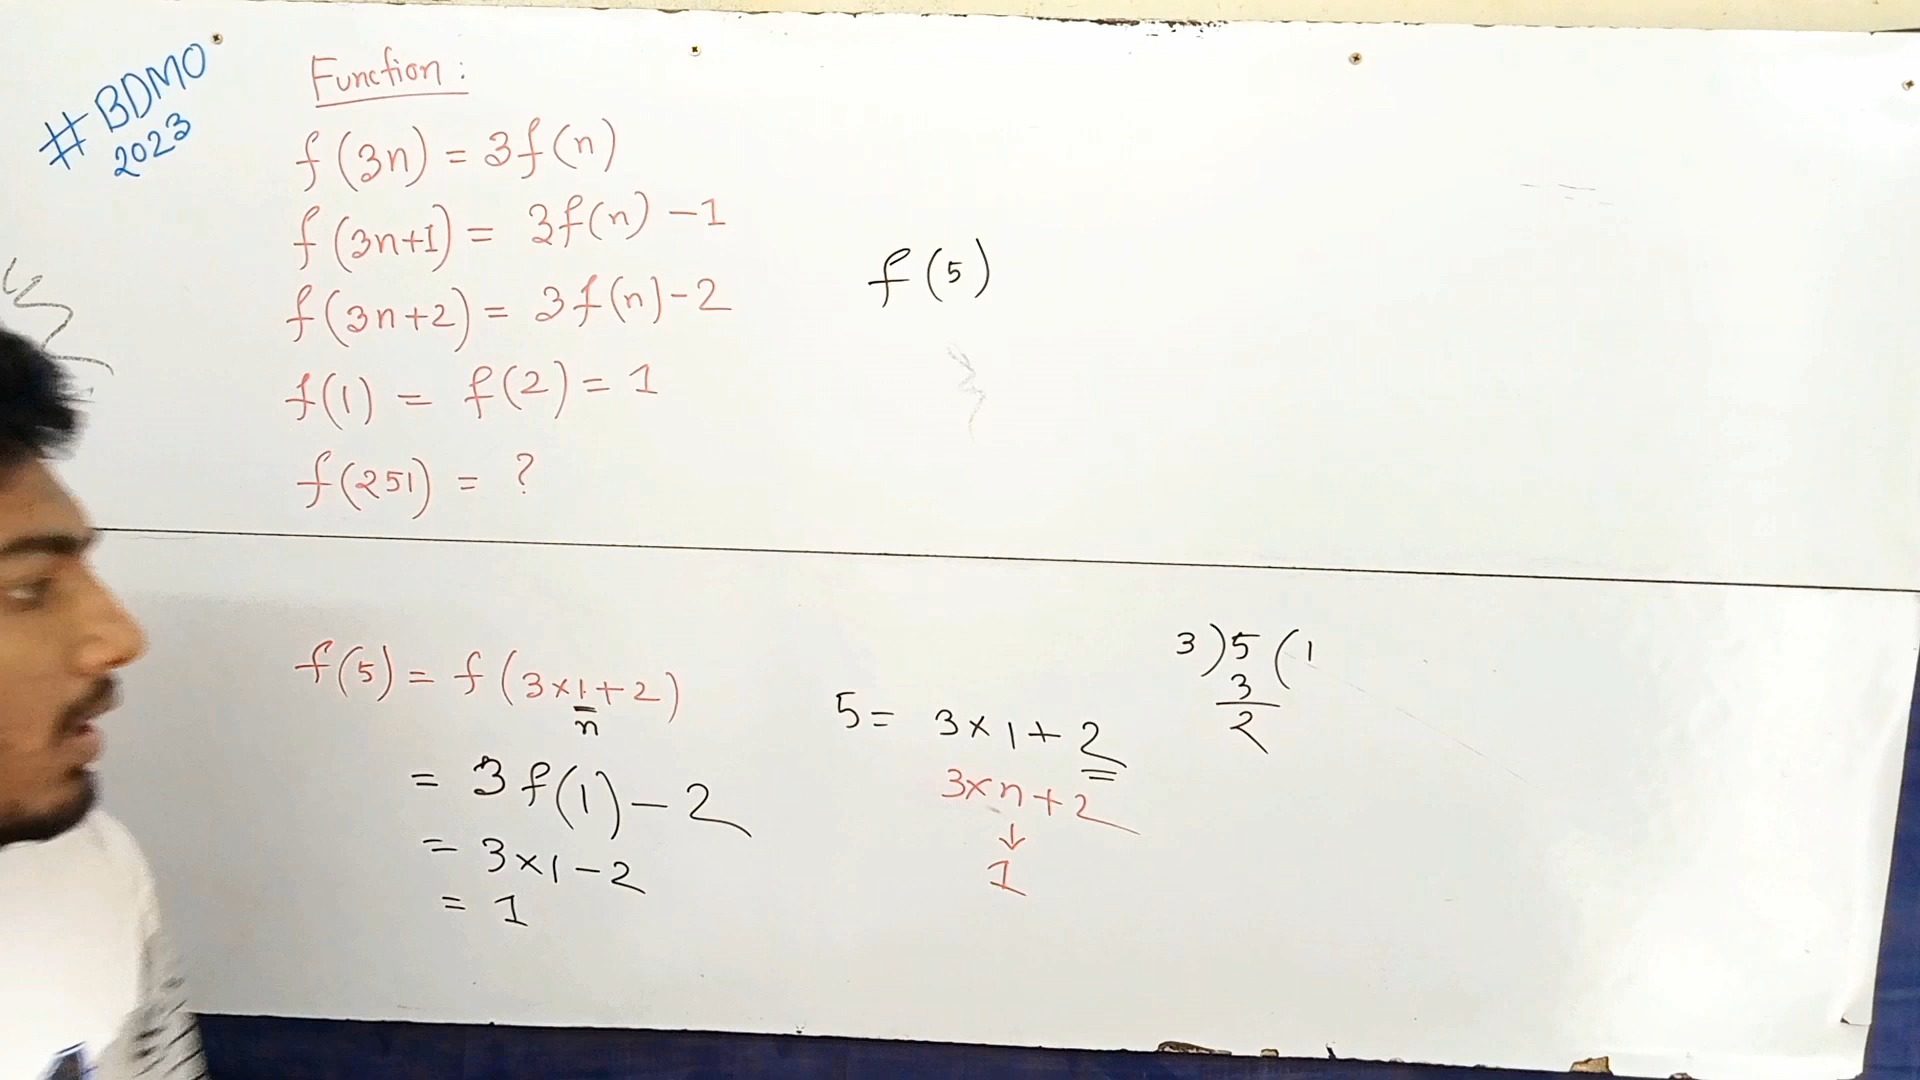 #BDMO
2023
Function:
f(3n) = 3f(n)
f(3n+1) = 3f(n) -1
f(3n+2) = 3f(n)-2
f(1) = f(2) = 1
f(251) = ?
f(5)
f(5) = f(3×1+2)
n
= 3f(1)-2
= 3×1-2
= 1
5= 3×1+2
3×n+2
↓
1
3)5(1
3
2